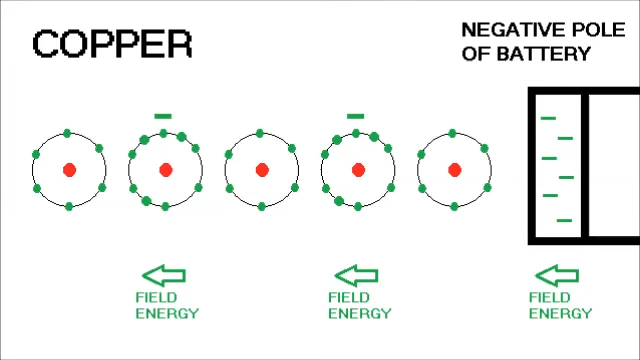 COPPER
NEGATIVE POLE
OF BATTERY
FIELD
ENERGY
FIELD
ENERGY
FIELD
ENERGY